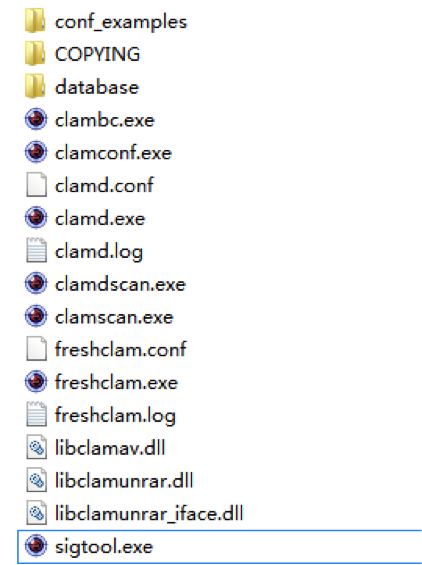 conf_examples
COPYING
database
clambc.exe
clamconf.exe
clamd.conf
clamd.exe
clamd.log
clamdscan.exe
clamscan.exe
freshclam.conf
freshclam.exe
freshclam.log
libclamav.dll
libclamunrar.dll
libclamunrar_iface.dll
sigtool.exe